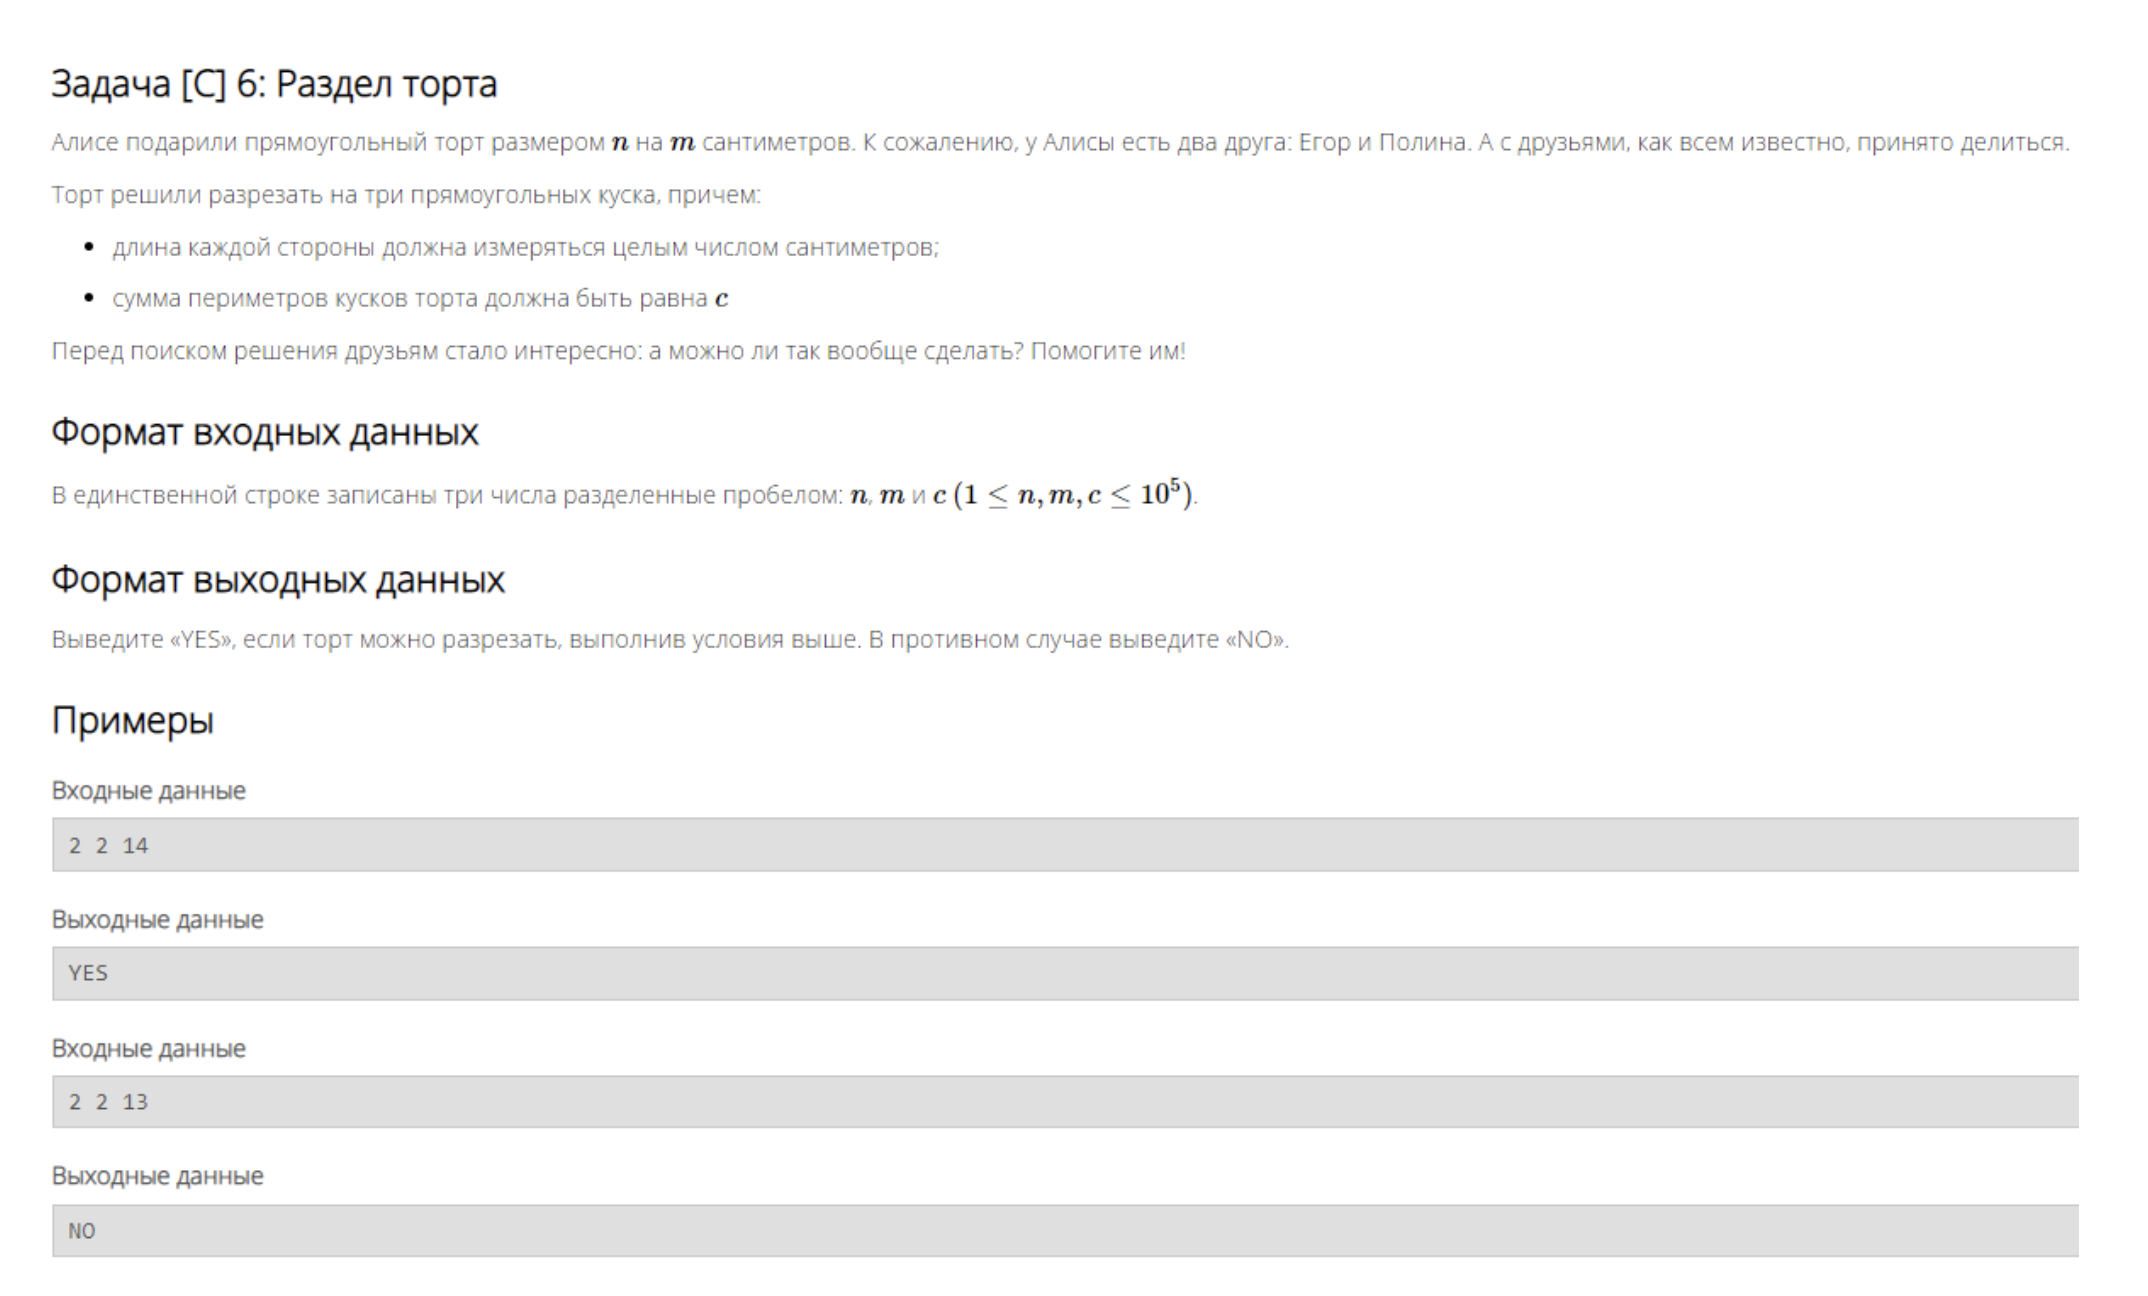 Задача [C] 6: Раздел торта
Алисе подарили прямоугольный торт размером n на m сантиметров. К сожалению, у Алисы есть два друга: Егор и Полина. А с друзьями, как всем известно, принято делиться.
Торт решили разрезать на три прямоугольных куска, причем:
• длина каждой стороны должна измеряться целым числом сантиметров;
• сумма периметров кусков торта должна быть равна c
Перед поиском решения друзьям стало интересно: а можно ли так вообще сделать? Помогите им!
Формат входных данных
В единственной строке записаны три числа разделенные пробелом: n, m и c (1 ≤ n, m, c ≤ 10⁵).
Формат выходных данных
Выведите «YES», если торт можно разрезать, выполнив условия выше. В противном случае выведите «NO».
Примеры
Входные данные
2 2 14
Выходные данные
YES
Входные данные
2 2 13
Выходные данные
NO